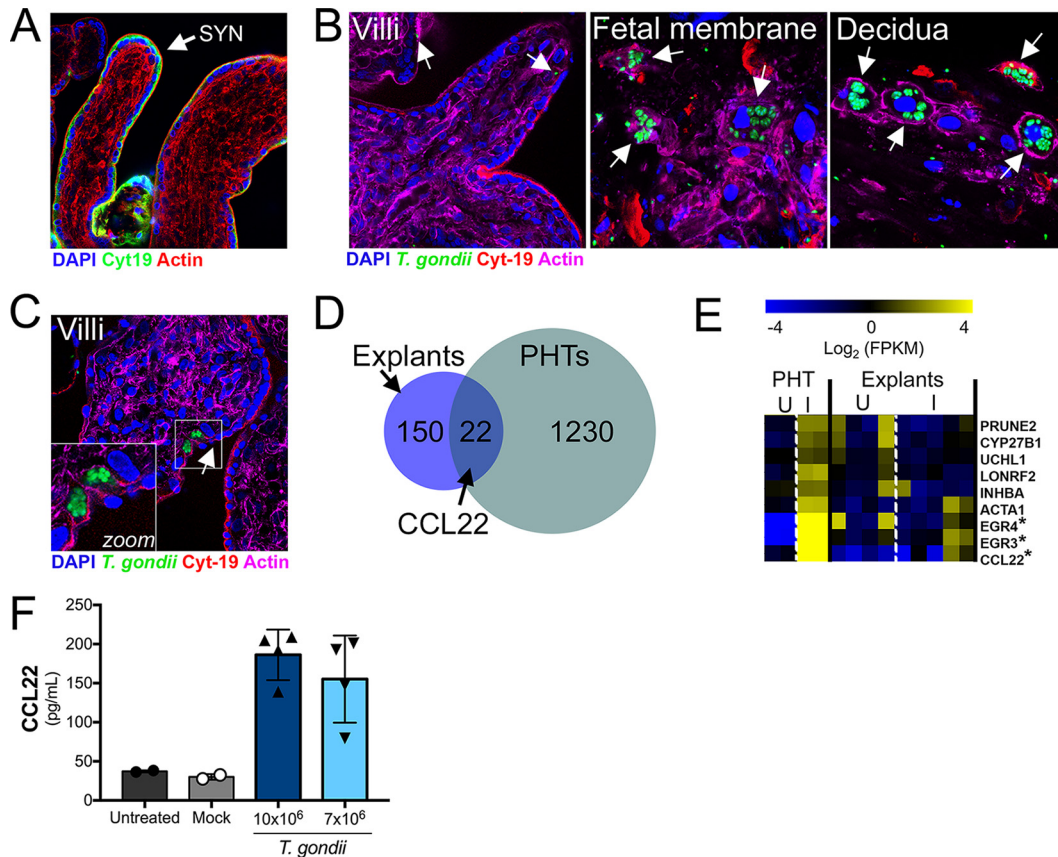 A
SYN
DAPI Cyt19 Actin
B
Villi
Fetal membrane
Decidua
DAPI T. gondii Cyt-19 Actin
C
Villi
zoom
DAPI T. gondii Cyt-19 Actin
D
Explants
PHTs
150
22
1230
CCL22
E
-4 0 4
Log2 (FPKM)
PHT Explants
U I U I
PRUNE2
CYP27B1
UCHL1
LONRF2
INHBA
ACTA1
EGR4*
EGR3*
CCL22*
F
CCL22
(pg/mL)
250
200
150
100
50
0
Untreated Mock 10x10⁶ 7x10⁶
T. gondii